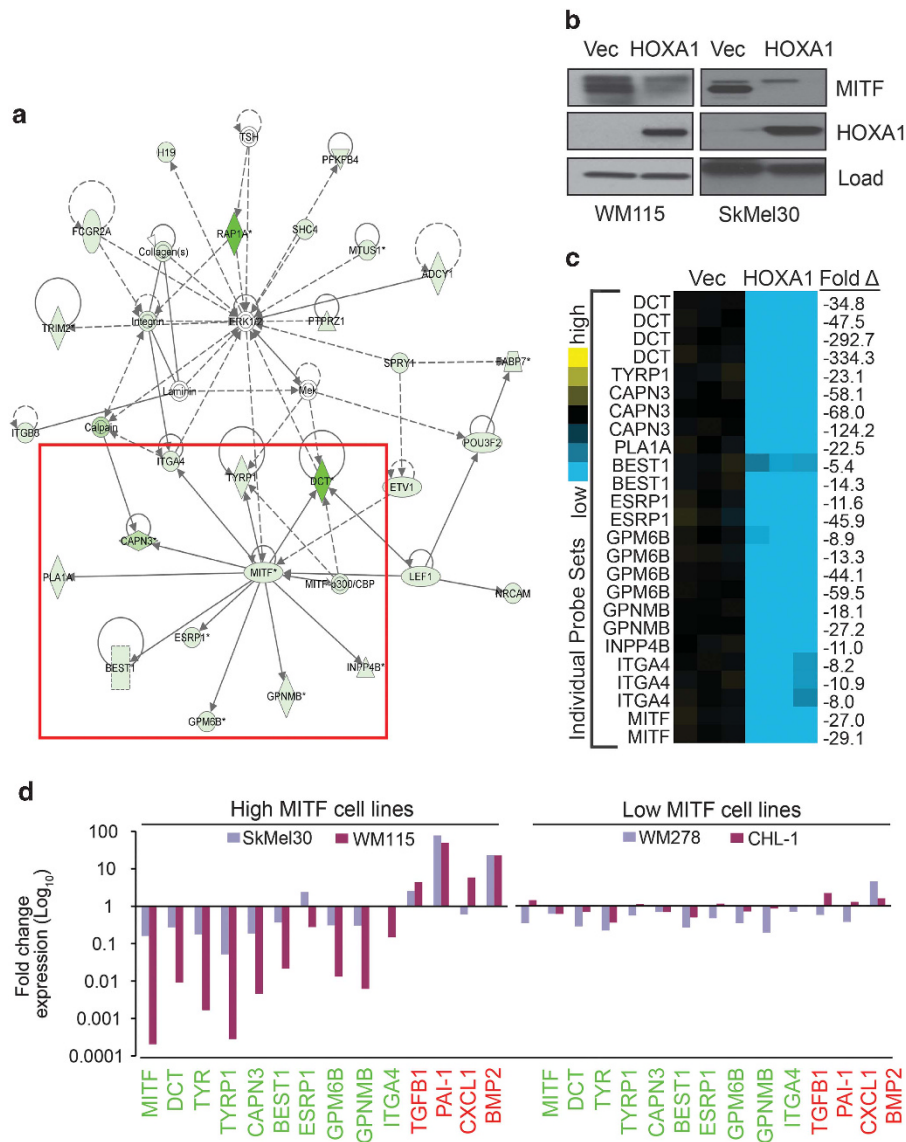 a
TSH
H19
PFKFB4
FCGR2A
RAP1A*
SHC4
Collagen(s)
MTUS1*
ADCY1
TRIM2*
Integrin
ERK1/2
PTPRZ1
SPRY1
FABP7*
Laminin
Mek
ITGB8
Calpain
POU3F2
ITGA4
TYRP1
DCT*
ETV1
CAPN3*
PLA1A
MITF*
MITF-p300/CBP
LEF1
NRCAM
ESRP1*
BEST1
INPP4B*
GPNMB*
GPM6B*
b
Vec HOXA1 Vec HOXA1
MITF
HOXA1
Load
WM115 SkMel30
c
Vec HOXA1 Fold Δ
high
low
Individual Probe Sets
DCT -34.8
DCT -47.5
DCT -292.7
DCT -334.3
TYRP1 -23.1
CAPN3 -58.1
CAPN3 -68.0
CAPN3 -124.2
PLA1A -22.5
BEST1 -5.4
BEST1 -14.3
ESRP1 -11.6
ESRP1 -45.9
GPM6B -8.9
GPM6B -13.3
GPM6B -44.1
GPM6B -59.5
GPNMB -18.1
GPNMB -27.2
INPP4B -11.0
ITGA4 -8.2
ITGA4 -10.9
ITGA4 -8.0
MITF -27.0
MITF -29.1
d
High MITF cell lines
Low MITF cell lines
SkMel30 WM115
WM278 CHL-1
Fold change
expression (Log10)
100
10
1
0.1
0.01
0.001
0.0001
MITF
DCT
TYR
TYRP1
CAPN3
BEST1
ESRP1
GPM6B
GPNMB
ITGA4
TGFB1
PAI-1
CXCL1
BMP2
MITF
DCT
TYR
TYRP1
CAPN3
BEST1
ESRP1
GPM6B
GPNMB
ITGA4
TGFB1
PAI-1
CXCL1
BMP2